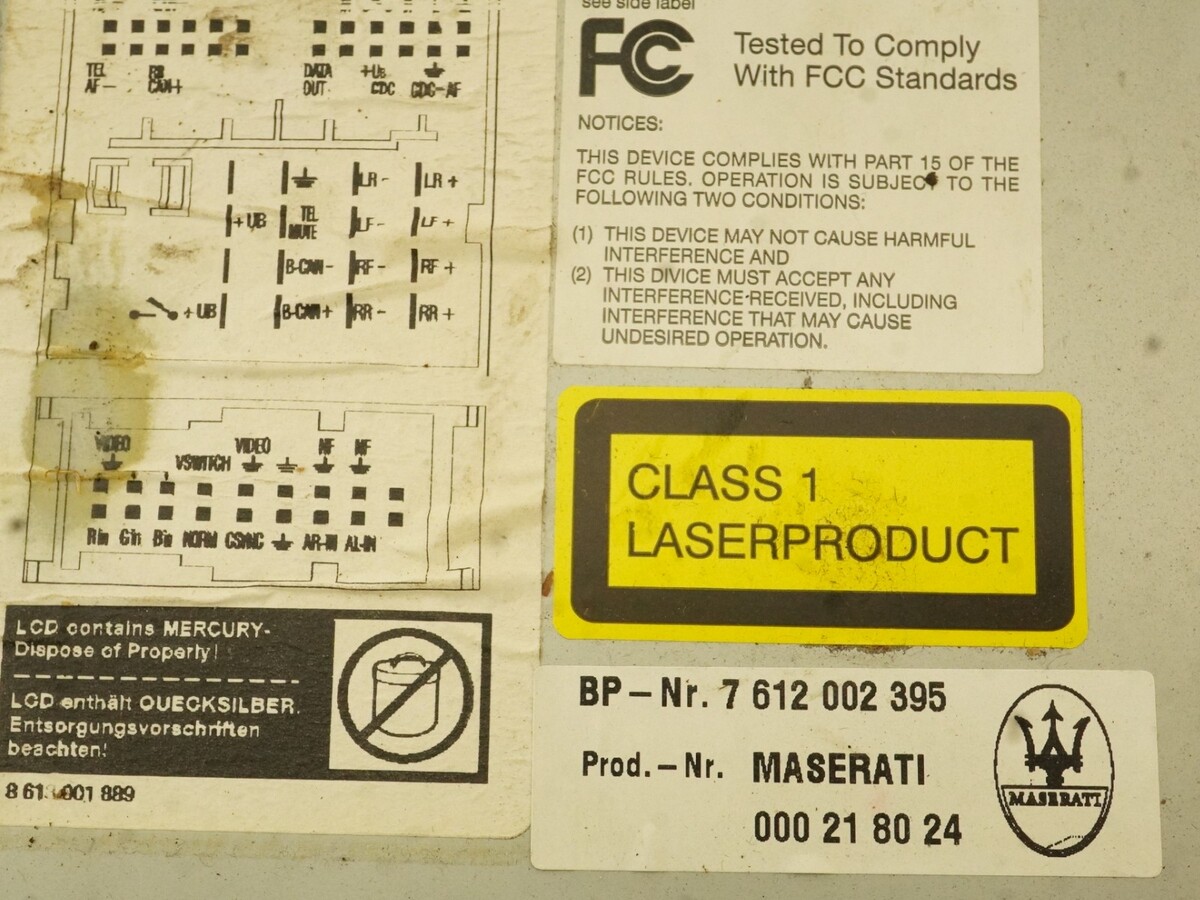 TEL
AF-
CAN+
DATA
OUT
+UB
CDC
CDC-AF
LR -
LR +
+ UB
TEL
MUTE
LF -
LF +
B-CAN-
RF -
RF +
+ UB
B-CAN+
RR -
RR +
VIDEO
VSWITCH
VIDEO
NF
NF
Rin Gin Bin NORM CSYNC
AR-IN AL-IN
LCD contains MERCURY-
Dispose of Property!
LCD enthält QUECKSILBER.
Entsorgungsvorschriften
beachten!
001 889
see side label
FCC
Tested To Comply
With FCC Standards
NOTICES:
THIS DEVICE COMPLIES WITH PART 15 OF THE
FCC RULES. OPERATION IS SUBJECT TO THE
FOLLOWING TWO CONDITIONS:
(1) THIS DEVICE MAY NOT CAUSE HARMFUL
INTERFERENCE AND
(2) THIS DIVICE MUST ACCEPT ANY
INTERFERENCE RECEIVED, INCLUDING
INTERFERENCE THAT MAY CAUSE
UNDESIRED OPERATION.
CLASS 1
LASERPRODUCT
BP-Nr. 7 612 002 395
Prod.-Nr. MASERATI
000 21 80 24
MASERATI